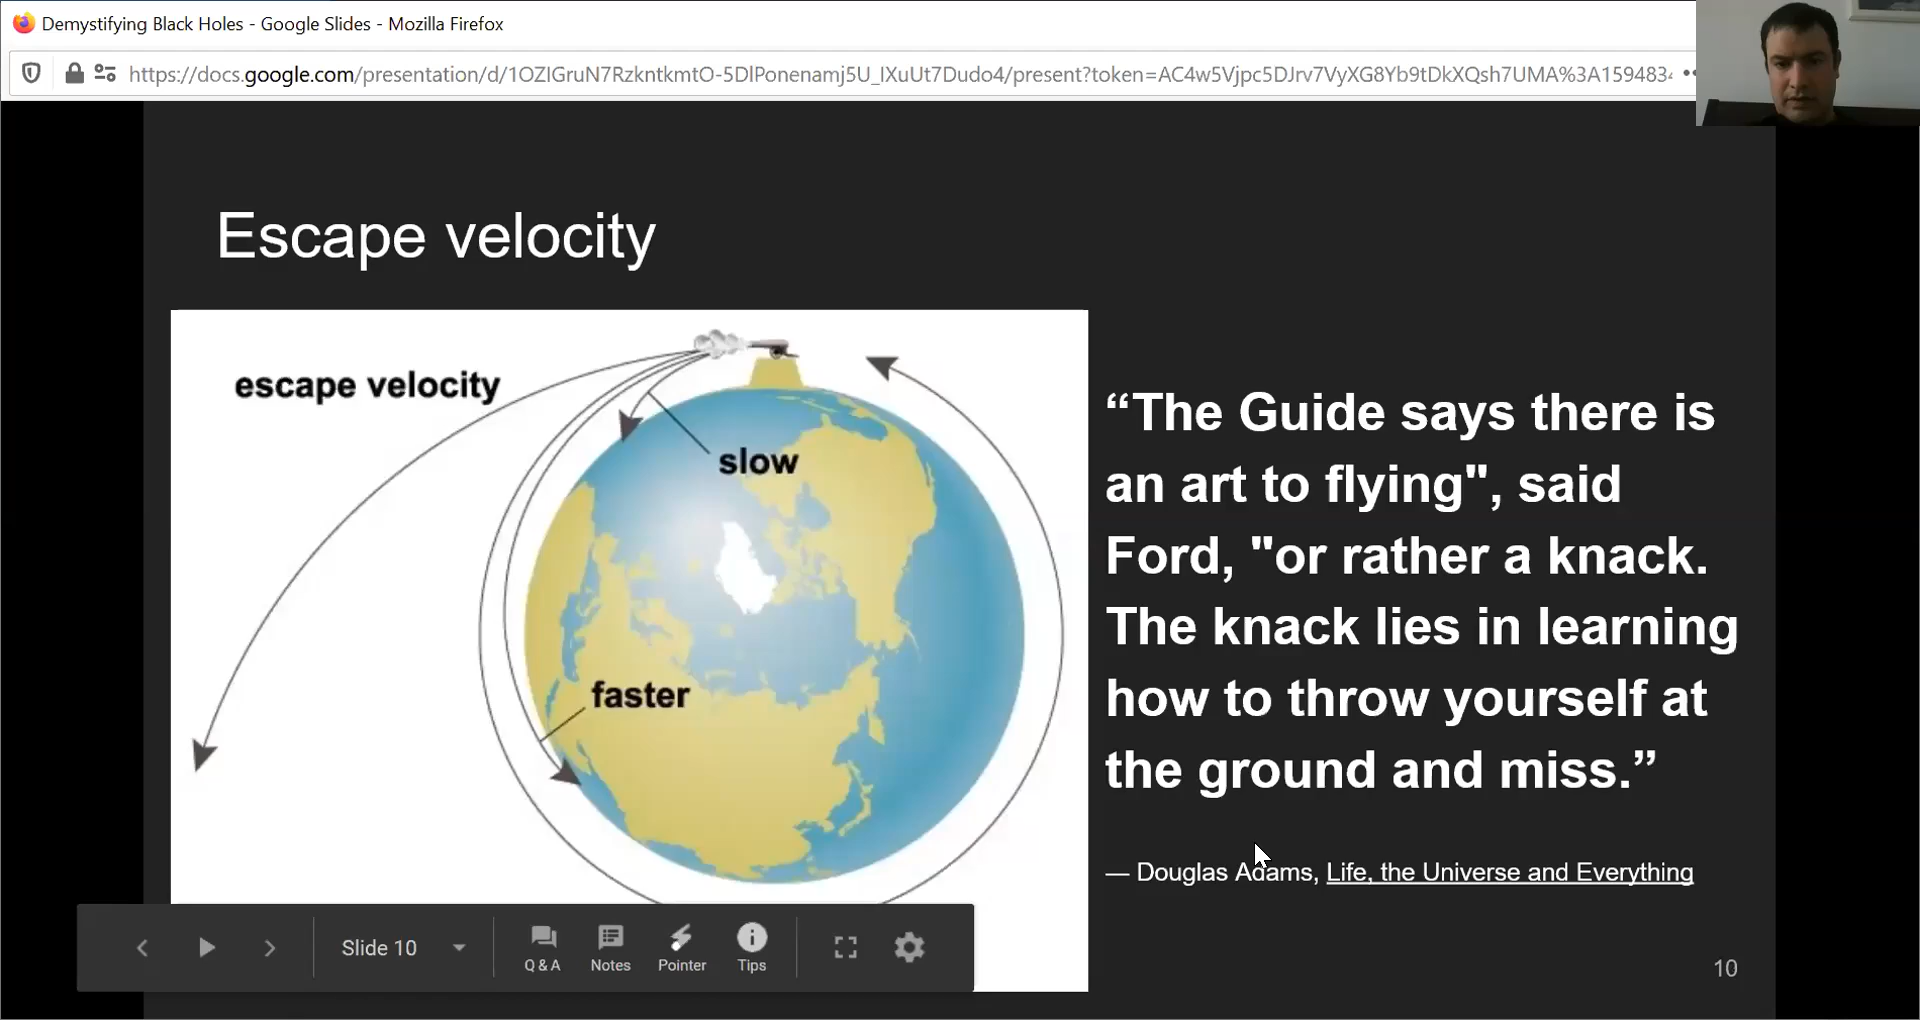 Demystifying Black Holes - Google Slides - Mozilla Firefox
https://docs.google.com/presentation/d/1OZIGruN7RzkntkmtO-5DlPonenamj5U_IXuUt7Dudo4/present?token=AC4w5Vjpc5DJrv7VyXG8Yb9tDkXQsh7UMA%3A159483
Escape velocity
escape velocity
slow
faster
“The Guide says there is
an art to flying", said
Ford, "or rather a knack.
The knack lies in learning
how to throw yourself at
the ground and miss.”
— Douglas Adams, Life, the Universe and Everything
Slide 10
Q & A
Notes
Pointer
Tips
10